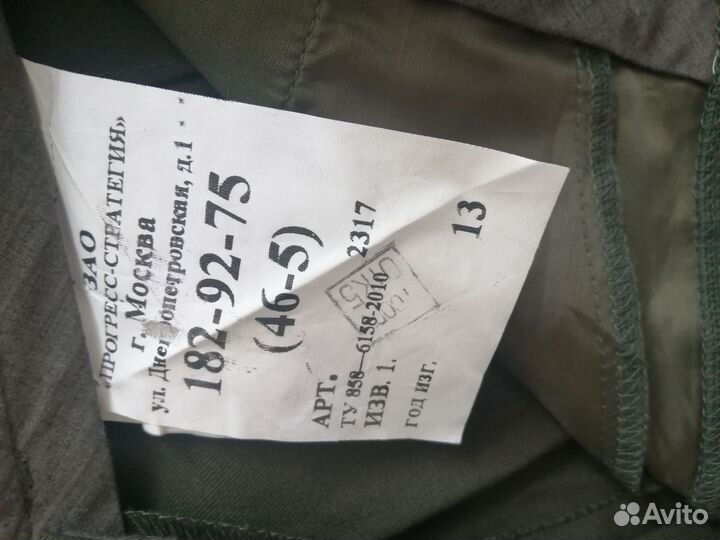 ЗАО
«ПРОГРЕСС-СТРАТЕГИЯ»
г. Москва
ул. Днепропетровская, д.1
182-92-75
(46-5)
АРТ. 2317
ТУ 858-6158-2010
ИЗВ. 1.
ГОД ИЗГ. 13
Avito